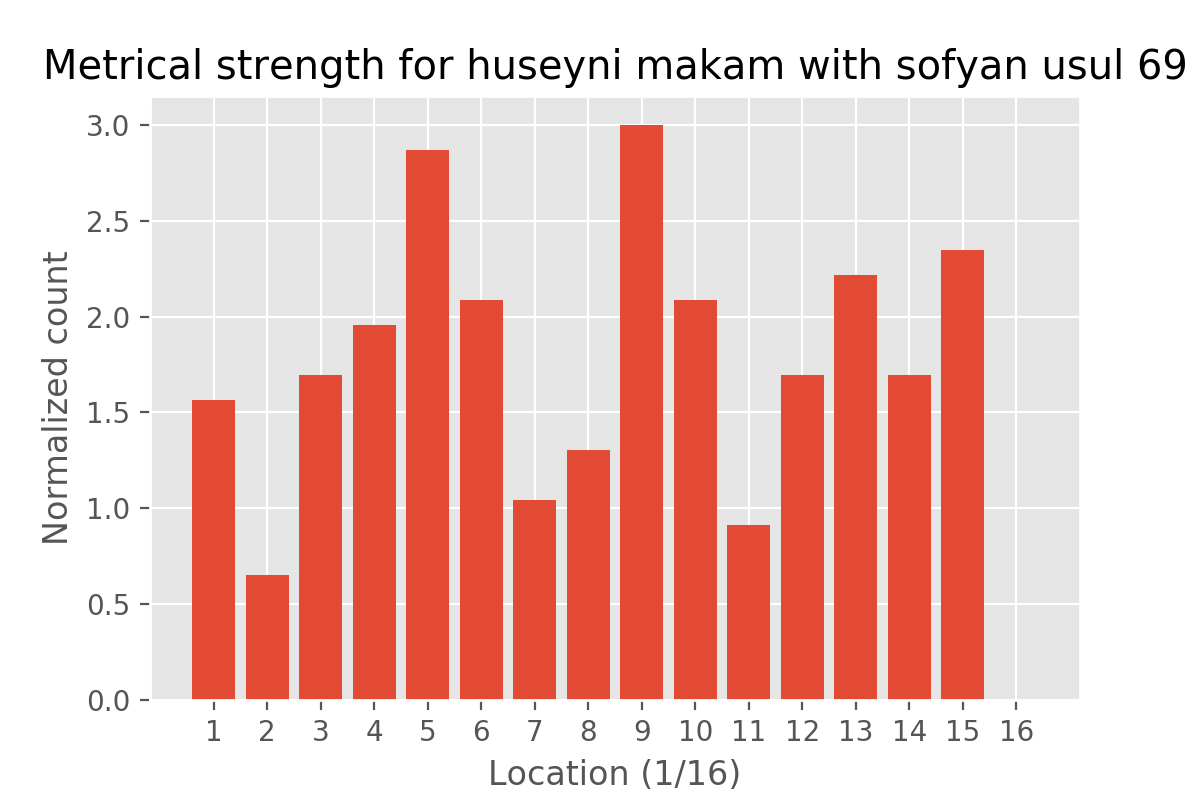 Metrical strength for huseyni makam with sofyan usul 69
Normalized count
3.0
2.5
2.0
1.5
1.0
0.5
0.0
1 2 3 4 5 6 7 8 9 10 11 12 13 14 15 16
Location (1/16)